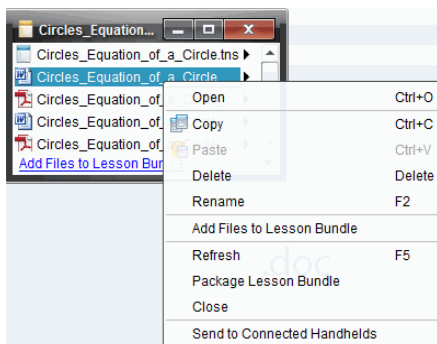 Circles_Equation...
Circles_Equation_of_a_Circle.tns
Circles_Equation_of_a_Circle
Circles_Equation_of_
Circles_Equation_of_
Circles_Equation_of_
Add Files to Lesson Bun
Open Ctrl+O
Copy Ctrl+C
Paste Ctrl+V
Delete Delete
Rename F2
Add Files to Lesson Bundle
Refresh F5
.doc
Package Lesson Bundle
Close
Send to Connected Handhelds